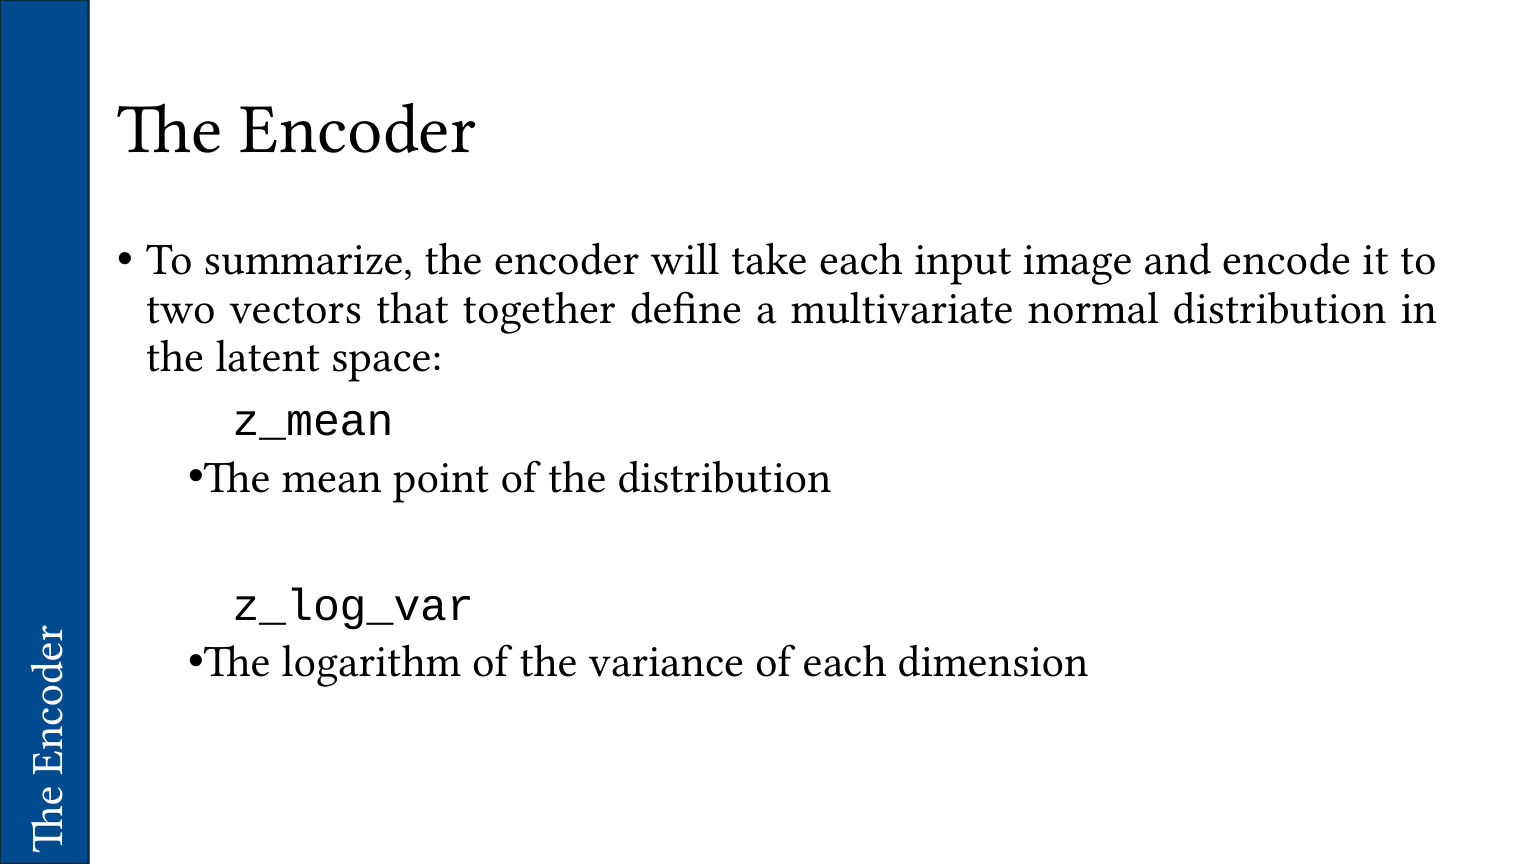 The Encoder
• To summarize, the encoder will take each input image and encode it to
two vectors that together define a multivariate normal distribution in
the latent space:
z_mean
•The mean point of the distribution
z_log_var
•The logarithm of the variance of each dimension
The Encoder